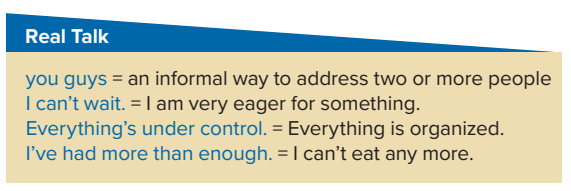 Real Talk
you guys = an informal way to address two or more people
I can't wait. = I am very eager for something.
Everything's under control. = Everything is organized.
I've had more than enough. = I can't eat any more.